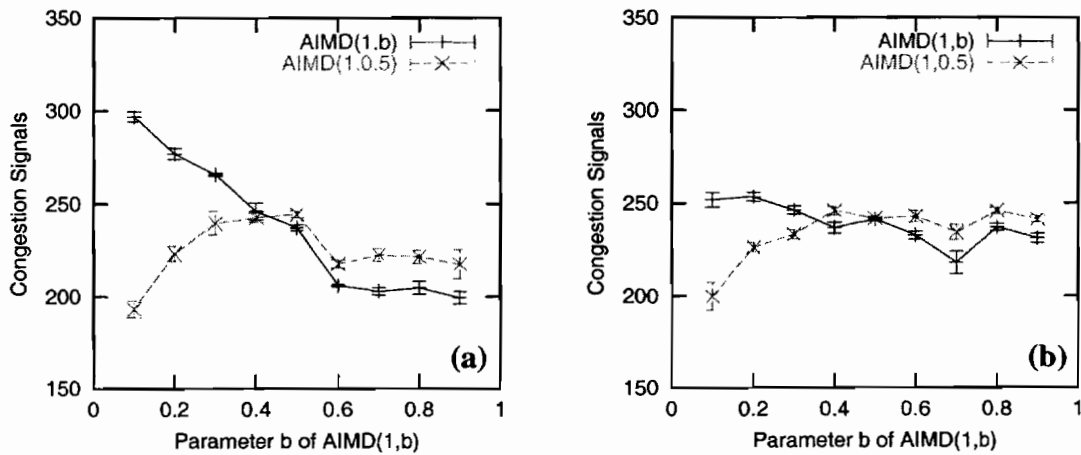 350
300
250
200
150
Congestion Signals
AIMD(1.b)
AIMD(1.0.5)
(a)
0
0.2
0.4
0.6
0.8
1
Parameter b of AIMD(1,b)
350
300
250
200
150
Congestion Signals
AIMD(1,b)
AIMD(1,0.5)
(b)
0
0.2
0.4
0.6
0.8
1
Parameter b of AIMD(1,b)